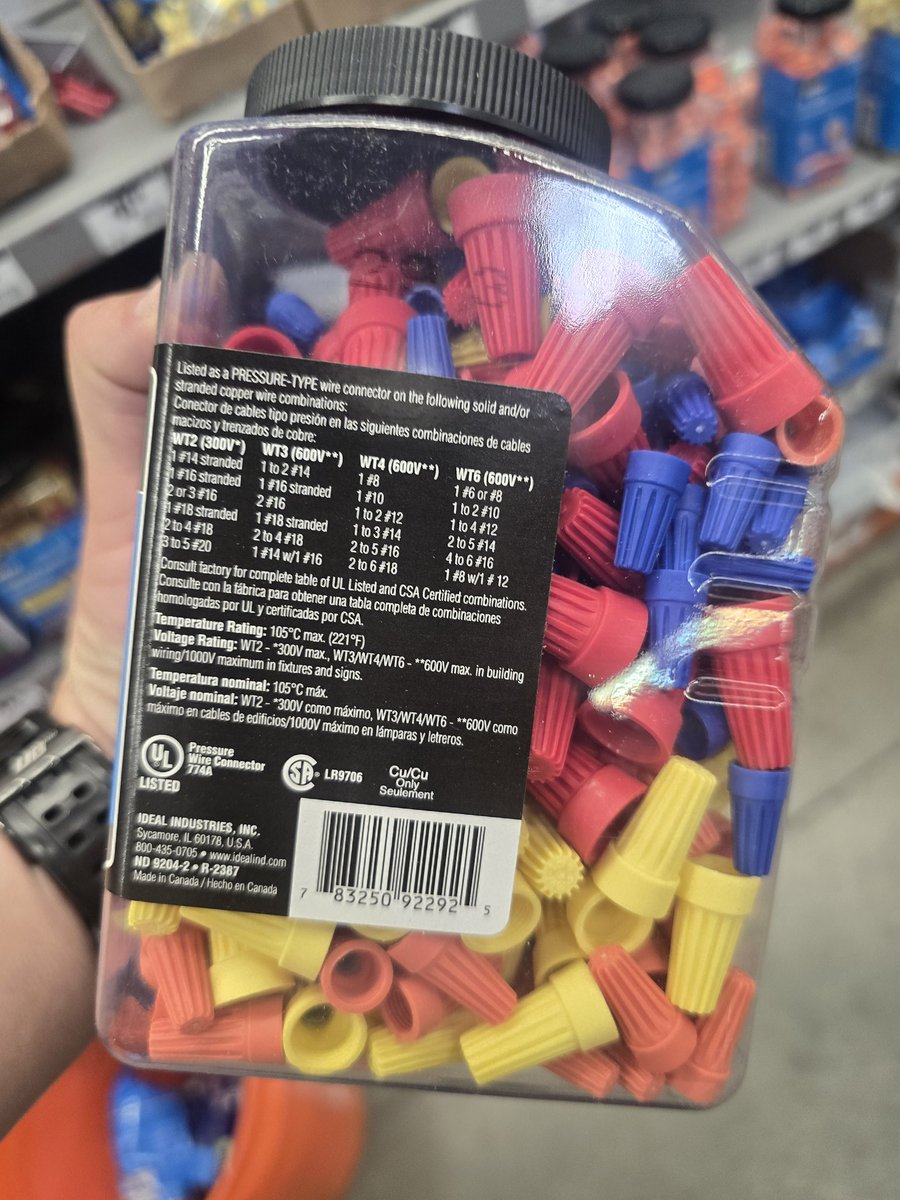 Listed as a PRESSURE-TYPE wire connector on the following solid and/or
stranded copper wire combinations:
Conector de cables tipo presión en las siguientes combinaciones de cables
macizos y trenzados de cobre:
WT2 (300V*)
1 #14 stranded
1 #16 stranded
2 or 3 #16
1 #18 stranded
2 to 4 #18
3 to 5 #20
WT3 (600V**)
1 to 2 #14
1 #16 stranded
2 #16
1 #18 stranded
2 to 4 #18
1 #14 w/1 #16
WT4 (600V**)
1 #8
1 #10
1 to 2 #12
1 to 3 #14
2 to 5 #16
2 to 6 #18
WT6 (600V**)
1 #6 or #8
1 to 2 #10
1 to 4 #12
2 to 5 #14
4 to 6 #16
1 #8 w/1 # 12
Consult factory for complete table of UL Listed and CSA Certified combinations.
Consulte con la fábrica para obtener una tabla completa de combinaciones
homologadas por UL y certificadas por CSA.
Temperature Rating: 105°C max. (221°F)
Voltage Rating: WT2 - *300V max., WT3/WT4/WT6 - **600V max. in building
wiring/1000V maximum in fixtures and signs.
Temperatura nominal: 105°C máx.
Voltaje nominal: WT2 - *300V como máximo, WT3/WT4/WT6 - **600V como
máximo en cables de edificios/1000V máximo en lámparas y letreros.
UL
LISTED
Pressure
Wire Connector
774A
SA® LR9706
Cu/Cu
Only
Seulement
IDEAL INDUSTRIES, INC.
Sycamore, IL 60178, U.S.A.
800-435-0705 • www.idealind.com
ND 9204-2 • R-2387
Made in Canada / Hecho en Canada
7 83250 92292 5